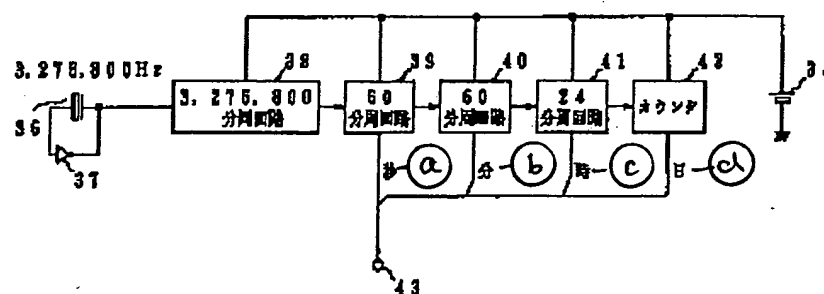 38
39
40
41
42
3.276.800Hz
3. 276. 800
分周回路
60
分周回路
60
分周回路
24
分周回路
カウンタ
36
37
秒 a
分 b
時 c
日 d
43